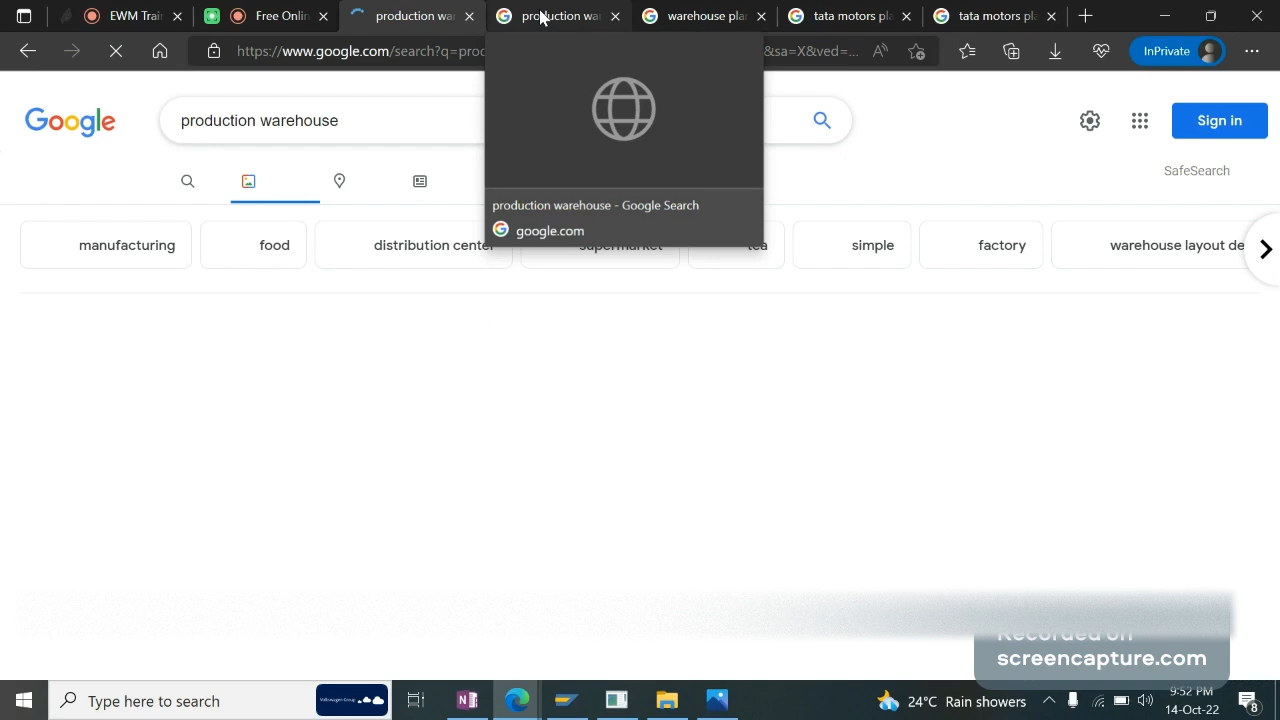 EWM Train
Free Onlin
production wa
production wa
warehouse pla
tata motors pl
tata motors pl
https://www.google.com/search?q=proc
&sa=X&ved=...
InPrivate
Google
production warehouse
Sign in
SafeSearch
production warehouse - Google Search
google.com
manufacturing
food
distribution center
supermarket
tea
simple
factory
warehouse layout de
Recorded on
screencapture.com
Type here to search
24°C Rain showers
9:52 PM
14-Oct-22
8